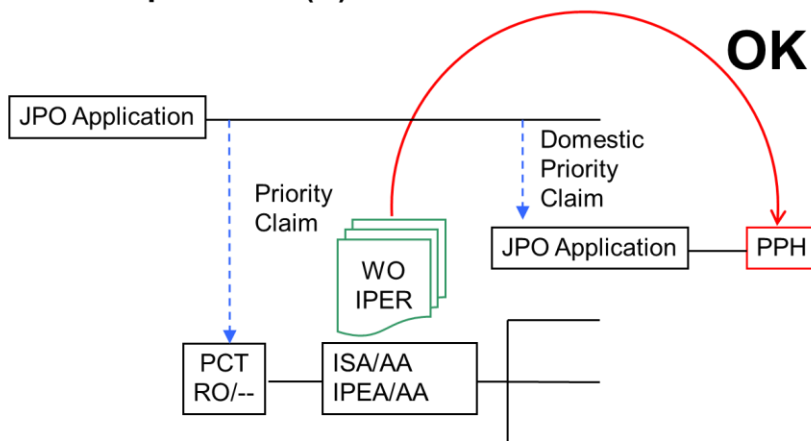 OK
JPO Application
Domestic
Priority
Claim
Priority
Claim
JPO Application
PPH
WO
IPER
PCT
RO/--
ISA/AA
IPEA/AA